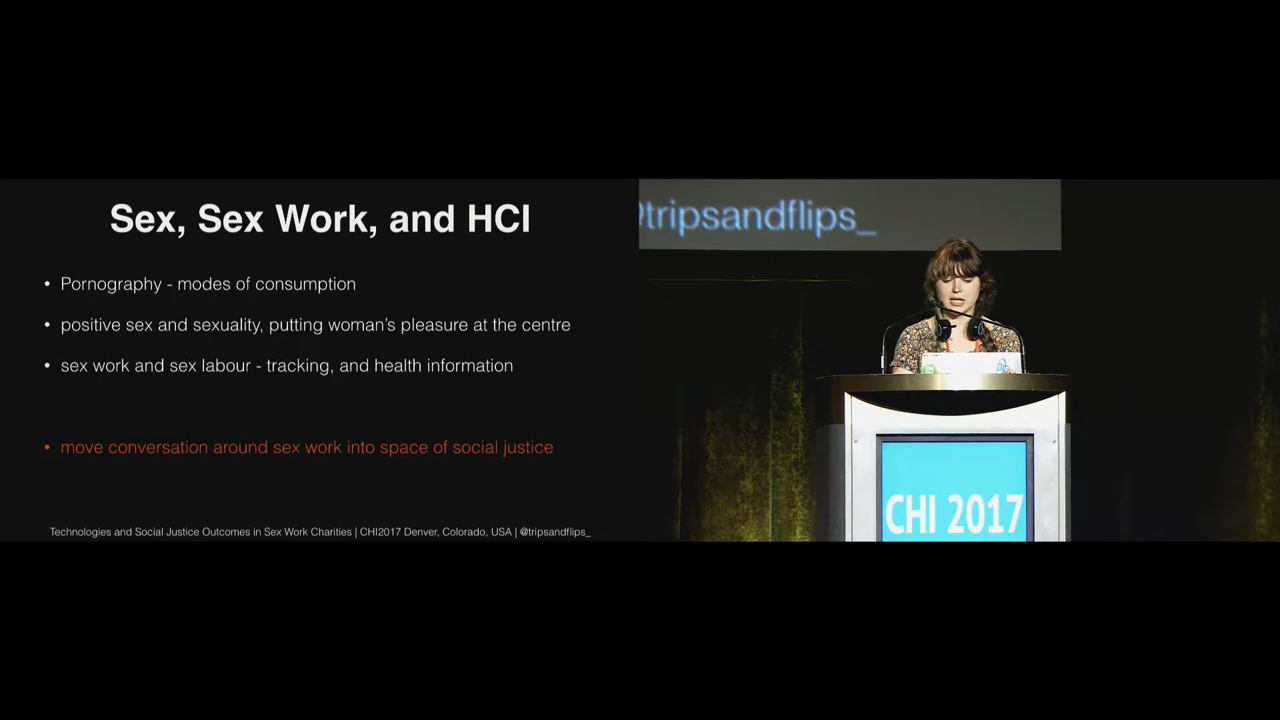 Sex, Sex Work, and HCI
• Pornography - modes of consumption
• positive sex and sexuality, putting woman's pleasure at the centre
• sex work and sex labour - tracking, and health information
• move conversation around sex work into space of social justice
Technologies and Social Justice Outcomes in Sex Work Charities | CHI2017 Denver, Colorado, USA | @tripsandflips_
@tripsandflips_
CHI 2017